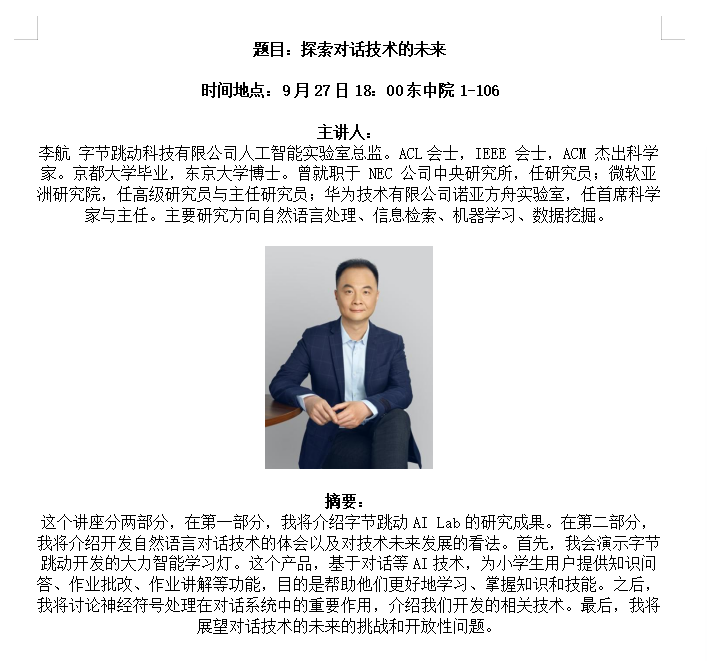 题目：探索对话技术的未来
时间地点：9月27日18：00东中院1-106
主讲人：
李航 字节跳动科技有限公司人工智能实验室总监。ACL会士，IEEE 会士，ACM 杰出科学
家。京都大学毕业，东京大学博士。曾就职于 NEC 公司中央研究所，任研究员；微软亚
洲研究院，任高级研究员与主任研究员；华为技术有限公司诺亚方舟实验室，任首席科学
家与主任。主要研究方向自然语言处理、信息检索、机器学习、数据挖掘。
摘要：
这个讲座分两部分，在第一部分，我将介绍字节跳动AI Lab的研究成果。在第二部分，
我将介绍开发自然语言对话技术的体会以及对技术未来发展的看法。首先，我会演示字节
跳动开发的大力智能学习灯。这个产品，基于对话等AI技术，为小学生用户提供知识问
答、作业批改、作业讲解等功能，目的是帮助他们更好地学习、掌握知识和技能。之后，
我将讨论神经符号处理在对话系统中的重要作用，介绍我们开发的相关技术。最后，我将
展望对话技术的未来的挑战和开放性问题。